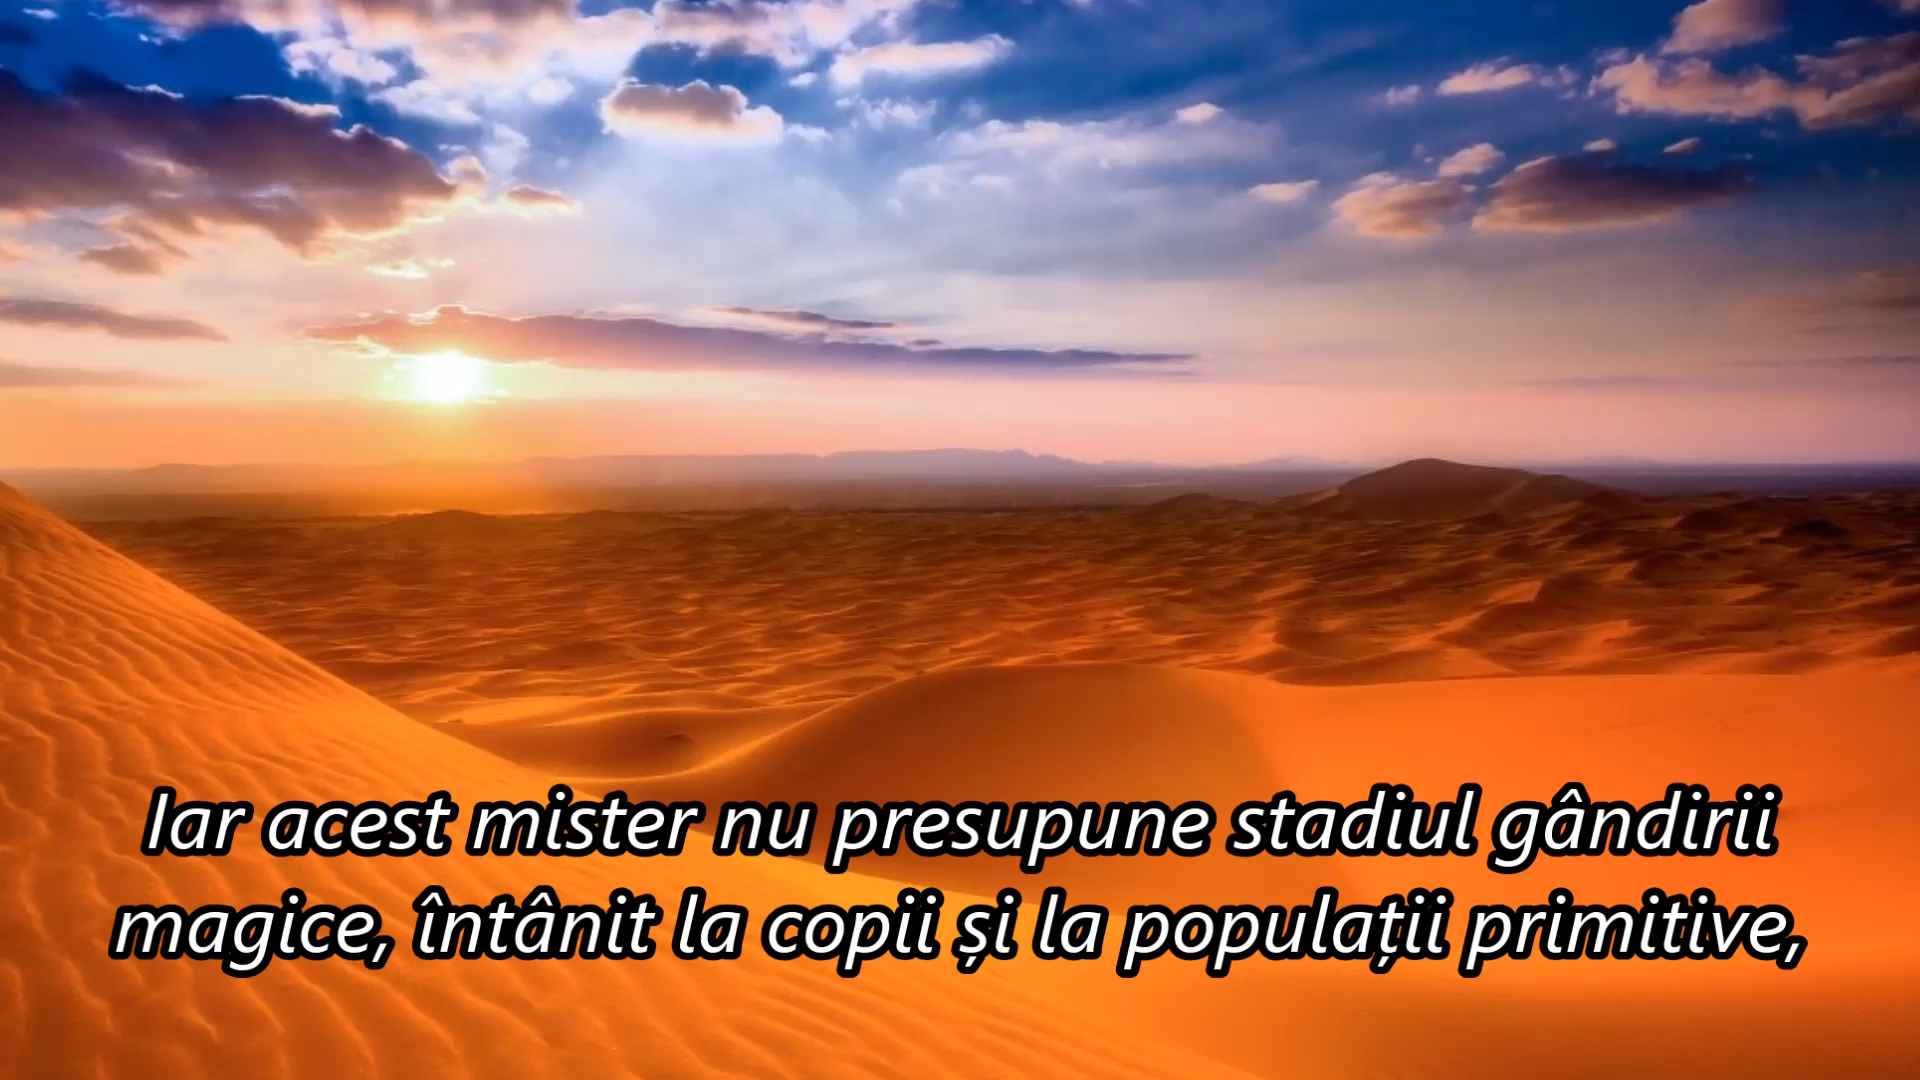 Iar acest mister nu presupune stadiul gândirii
magice, întânit la copii și la populații primitive,